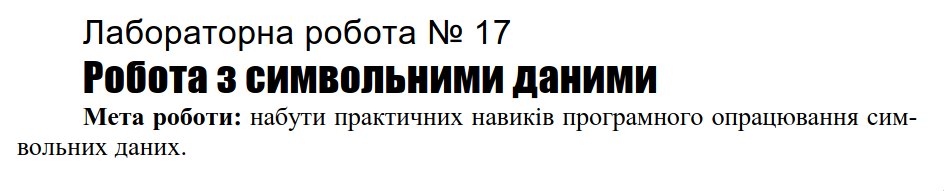 Лабораторна робота № 17
Робота з символьними даними
Мета роботи: набути практичних навиків програмного опрацювання сим-
вольних даних.